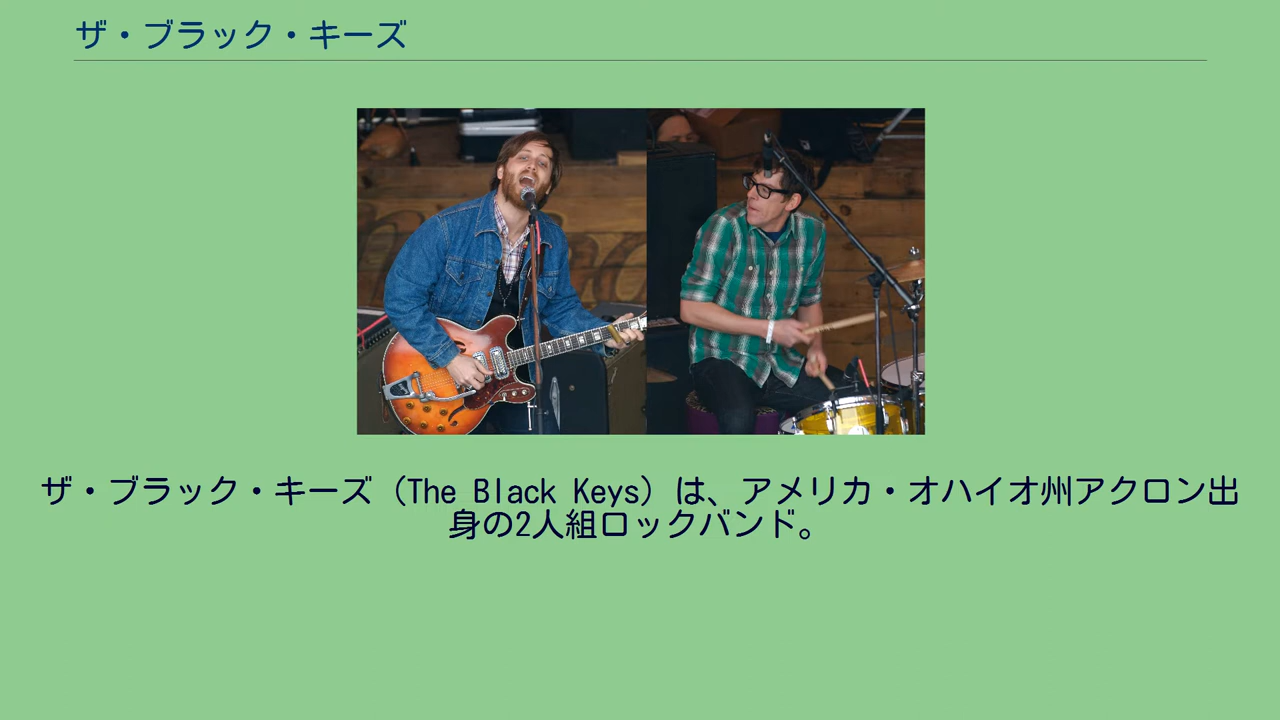 ザ・ブラック・キーズ
ザ・ブラック・キーズ（The Black Keys）は、アメリカ・オハイオ州アクロン出
身の2人組ロックバンド。